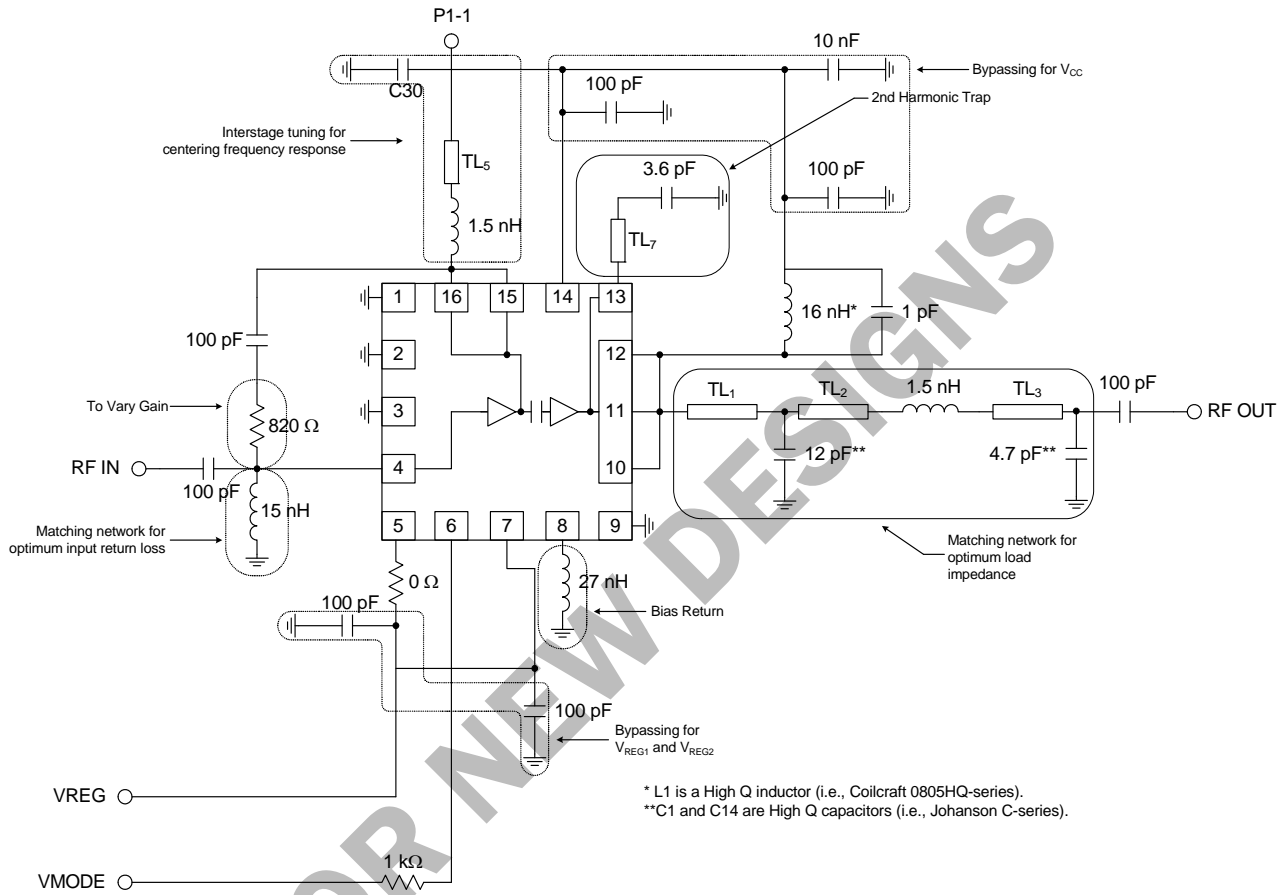 P1-1
10 nF
Bypassing for VCC
C30
100 pF
2nd Harmonic Trap
Interstage tuning for
centering frequency response
TL5
3.6 pF
100 pF
1.5 nH
TL7
1
16
15
14
13
16 nH*
1 pF
100 pF
2
12
TL1
TL2
1.5 nH
TL3
100 pF
To Vary Gain
3
11
RF OUT
820 Ω
12 pF**
4.7 pF**
RF IN
4
10
100 pF
15 nH
Matching network for
optimum input return loss
5
6
7
8
9
Matching network for
optimum load
impedance
0 Ω
27 nH
100 pF
Bias Return
100 pF
Bypassing for
VREG1 and VREG2
VREG
* L1 is a High Q inductor (i.e., Coilcraft 0805HQ-series).
**C1 and C14 are High Q capacitors (i.e., Johanson C-series).
1 kΩ
VMODE
OR NEW DESIGNS